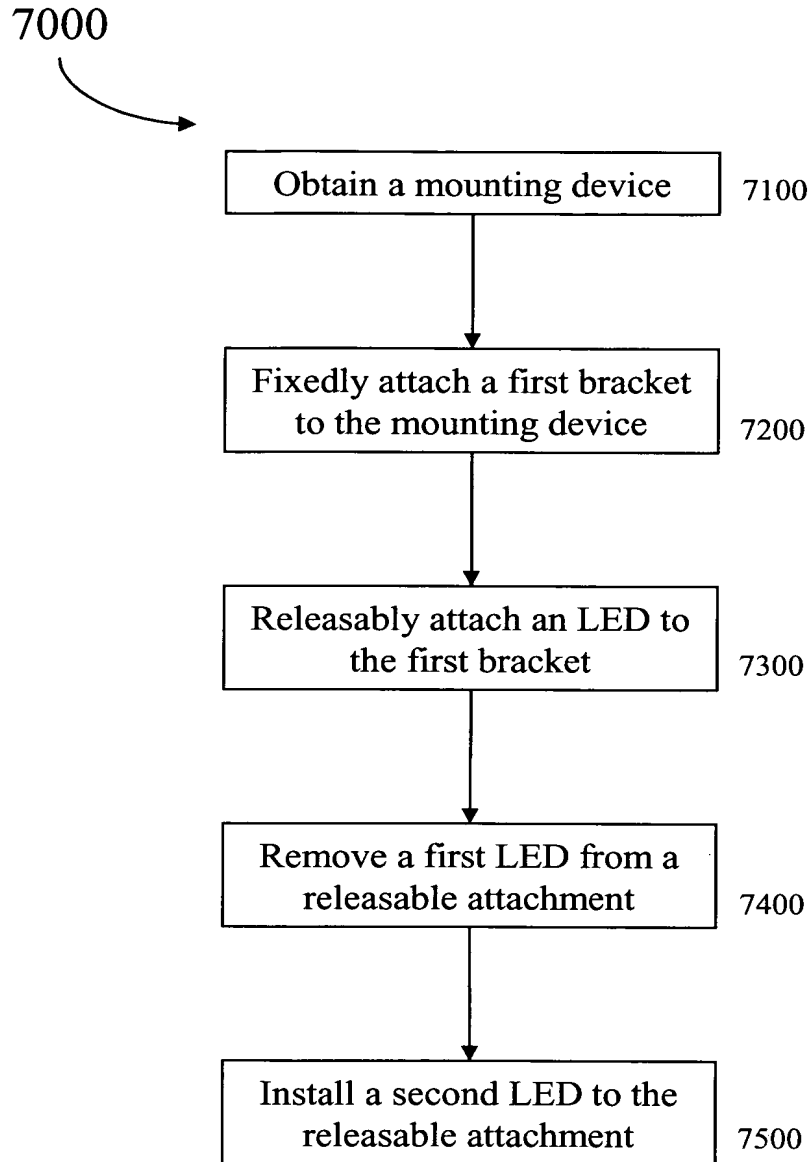 7000
Obtain a mounting device
7100
Fixedly attach a first bracket
to the mounting device
7200
Releasably attach an LED to
the first bracket
7300
Remove a first LED from a
releasable attachment
7400
Install a second LED to the
releasable attachment
7500